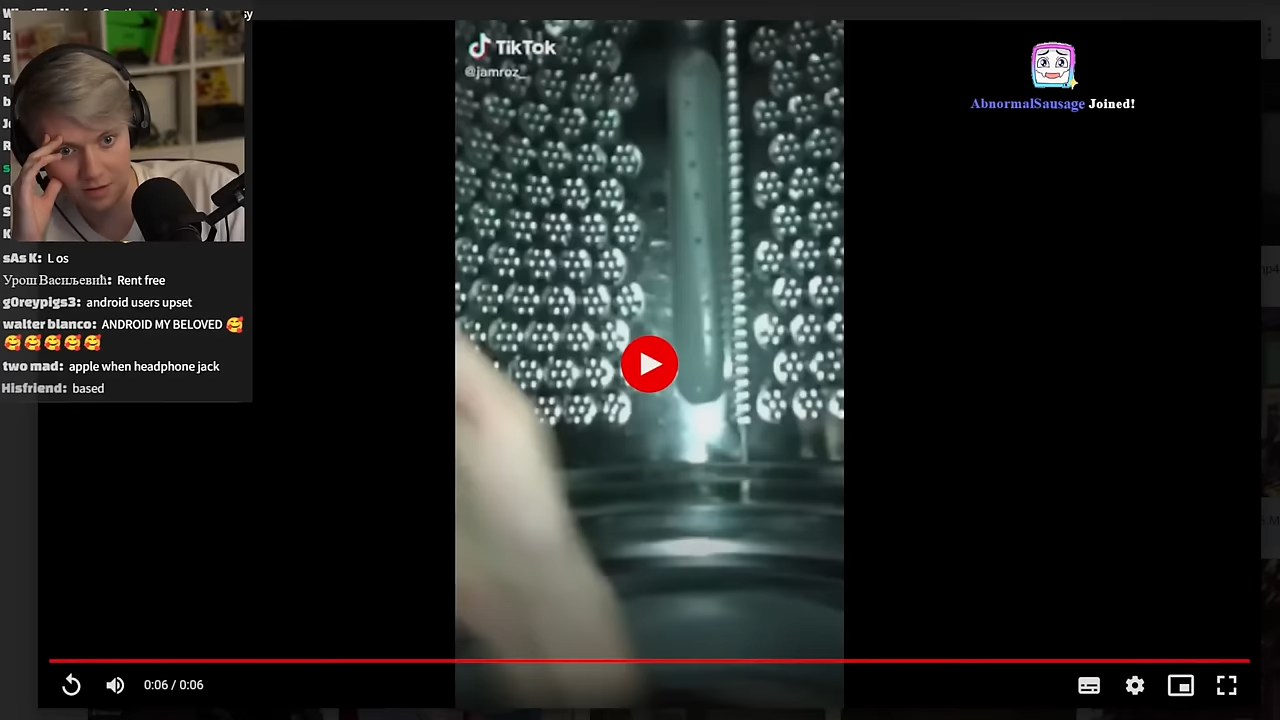 TikTok
@jamroz_
AbnormalSausage Joined!
sAs K: L os
Урош Васиљевић: Rent free
g0reypigs3: android users upset
walter blanco: ANDROID MY BELOVED 🥰
🥰🥰🥰🥰🥰
two mad: apple when headphone jack
Hisfriend: based
0:06 / 0:06